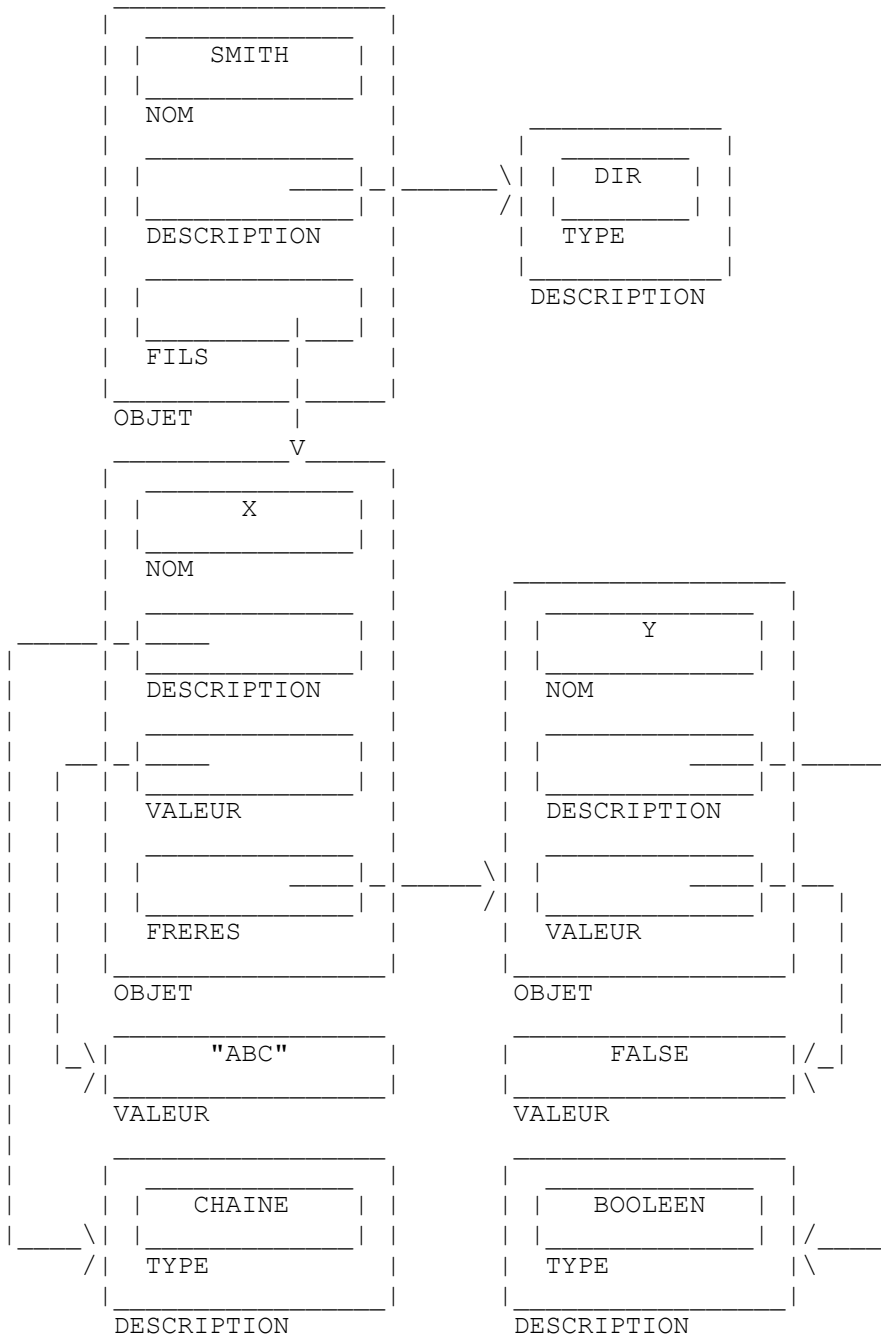 SMITH
NOM
DIR
DESCRIPTION TYPE
DESCRIPTION
FILS
OBJET
V
X
NOM
Y
DESCRIPTION NOM
VALEUR DESCRIPTION
FRERES VALEUR
OBJET OBJET
"ABC" FALSE
VALEUR VALEUR
CHAINE BOOLEEN
TYPE TYPE
DESCRIPTION DESCRIPTION